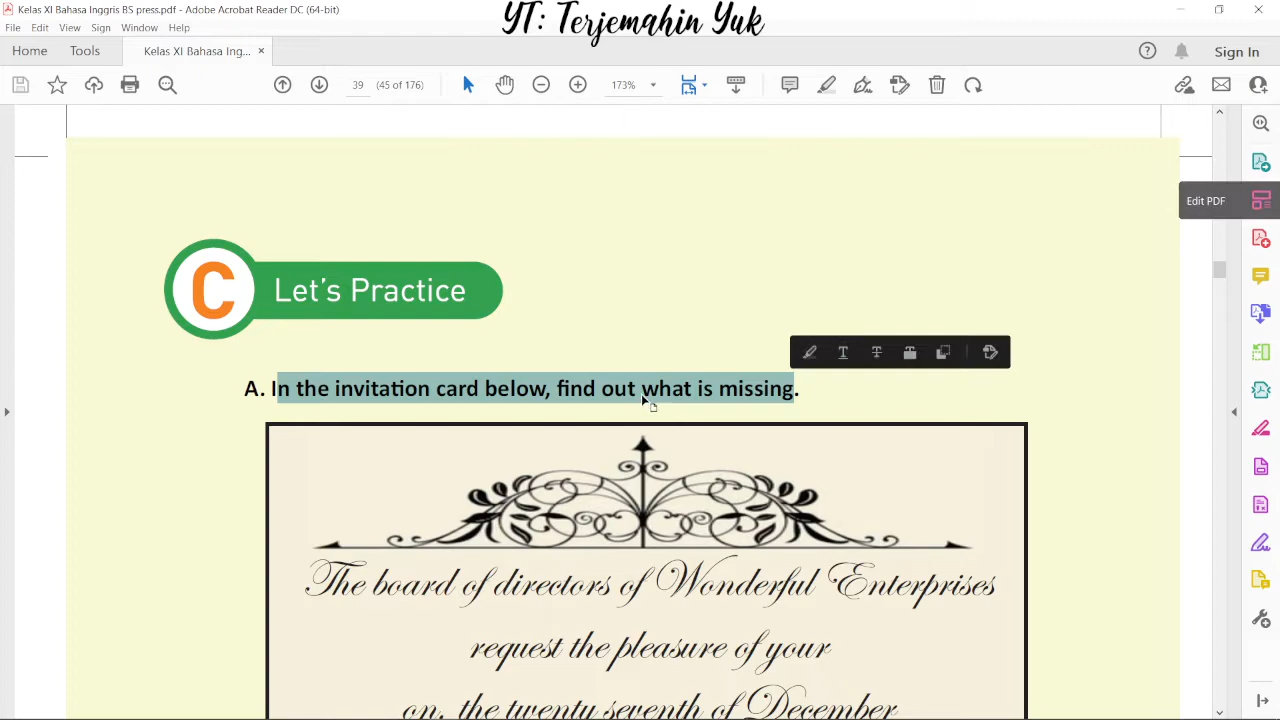 Kelas XI Bahasa Inggris BS press.pdf - Adobe Acrobat Reader DC (64-bit)
YT: Terjemahin Yuk
File Edit View Sign Window Help
Home Tools Kelas XI Bahasa Ing... × Sign In
39 (45 of 176) 173%
Edit PDF
C Let's Practice
A. In the invitation card below, find out what is missing.
The board of directors of Wonderful Enterprises
request the pleasure of your
on, the twenty seventh of December